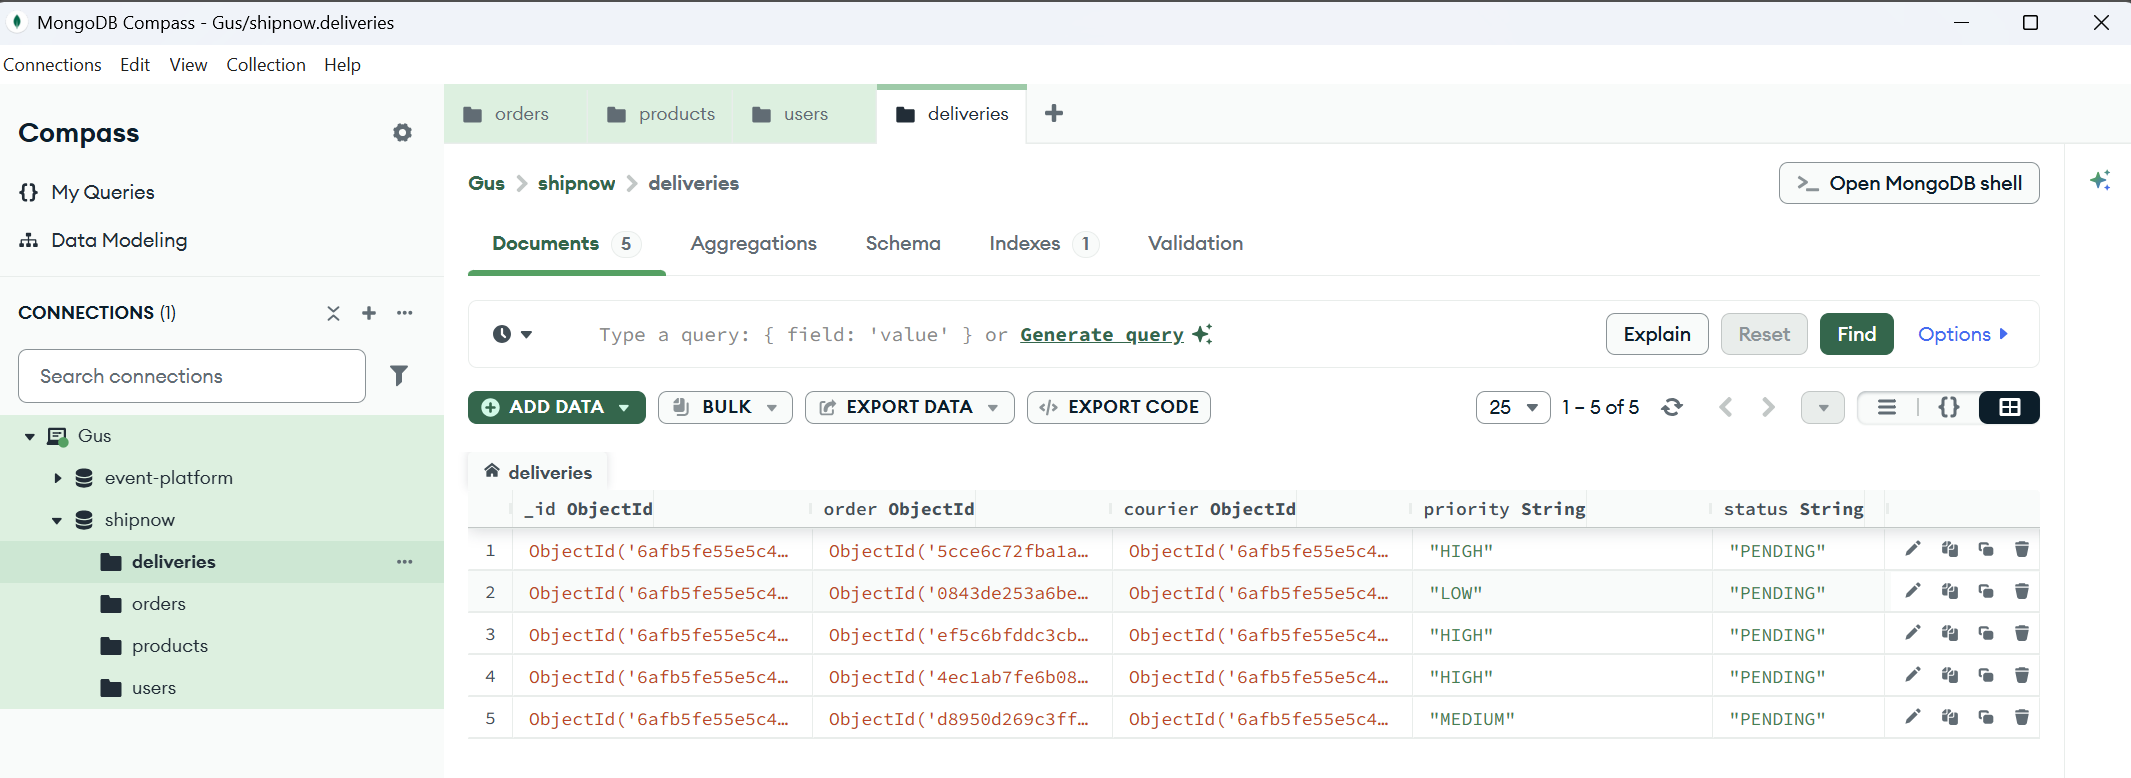 MongoDB Compass - Gus/shipnow.deliveries
Connections Edit View Collection Help
Compass
My Queries
Data Modeling
CONNECTIONS (1)
Search connections
Gus
event-platform
shipnow
deliveries
orders
products
users
orders products users deliveries
Gus shipnow deliveries
Open MongoDB shell
Documents 5 Aggregations Schema Indexes 1 Validation
Type a query: { field: 'value' } or Generate query
Explain Reset Find Options
ADD DATA BULK EXPORT DATA EXPORT CODE
25 1 – 5 of 5
deliveries
_id ObjectId order ObjectId courier ObjectId priority String status String
1 ObjectId('6afb5fe55e5c4… ObjectId('5cce6c72fba1a… ObjectId('6afb5fe55e5c4… "HIGH" "PENDING"
2 ObjectId('6afb5fe55e5c4… ObjectId('0843de253a6be… ObjectId('6afb5fe55e5c4… "LOW" "PENDING"
3 ObjectId('6afb5fe55e5c4… ObjectId('ef5c6bfddc3cb… ObjectId('6afb5fe55e5c4… "HIGH" "PENDING"
4 ObjectId('6afb5fe55e5c4… ObjectId('4ec1ab7fe6b08… ObjectId('6afb5fe55e5c4… "HIGH" "PENDING"
5 ObjectId('6afb5fe55e5c4… ObjectId('d8950d269c3ff… ObjectId('6afb5fe55e5c4… "MEDIUM" "PENDING"